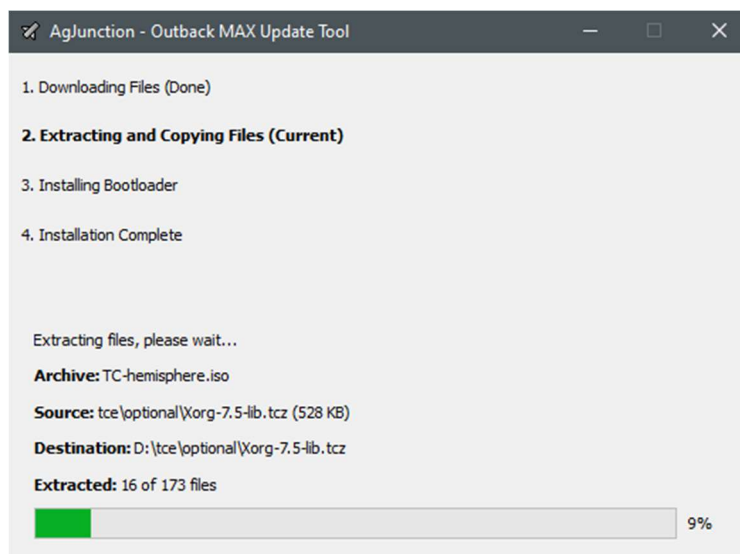 AgJunction - Outback MAX Update Tool
1. Downloading Files (Done)
2. Extracting and Copying Files (Current)
3. Installing Bootloader
4. Installation Complete
Extracting files, please wait...
Archive: TC-hemisphere.iso
Source: tce\optional\Xorg-7.5-lib.tcz (528 KB)
Destination: D:\tce\optional\Xorg-7.5-lib.tcz
Extracted: 16 of 173 files
9%